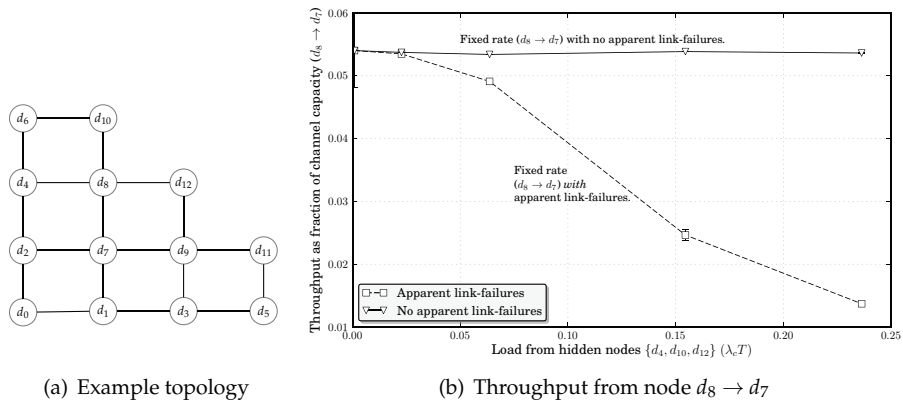 d6
d10
d4
d8
d12
d2
d7
d9
d11
d0
d1
d3
d5
(a) Example topology
Throughput as fraction of channel capacity (d8 → d7)
0.06
0.05
0.04
0.03
0.02
0.01
Fixed rate (d8 → d7) with no apparent link-failures.
Fixed rate
(d8 → d7) with
apparent link-failures.
Apparent link-failures
No apparent link-failures
0.00
0.05
0.10
0.15
0.20
0.25
Load from hidden nodes {d4, d10, d12} (λcT)
(b) Throughput from node d8 → d7